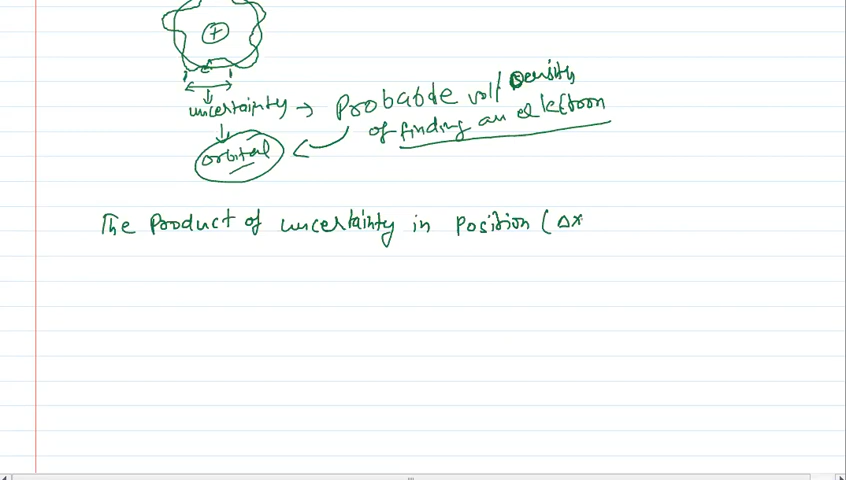 +
e⁻
uncertainty → Probable vol/ Density
of finding an electron
orbital
The Product of uncertainty in Position (Δx